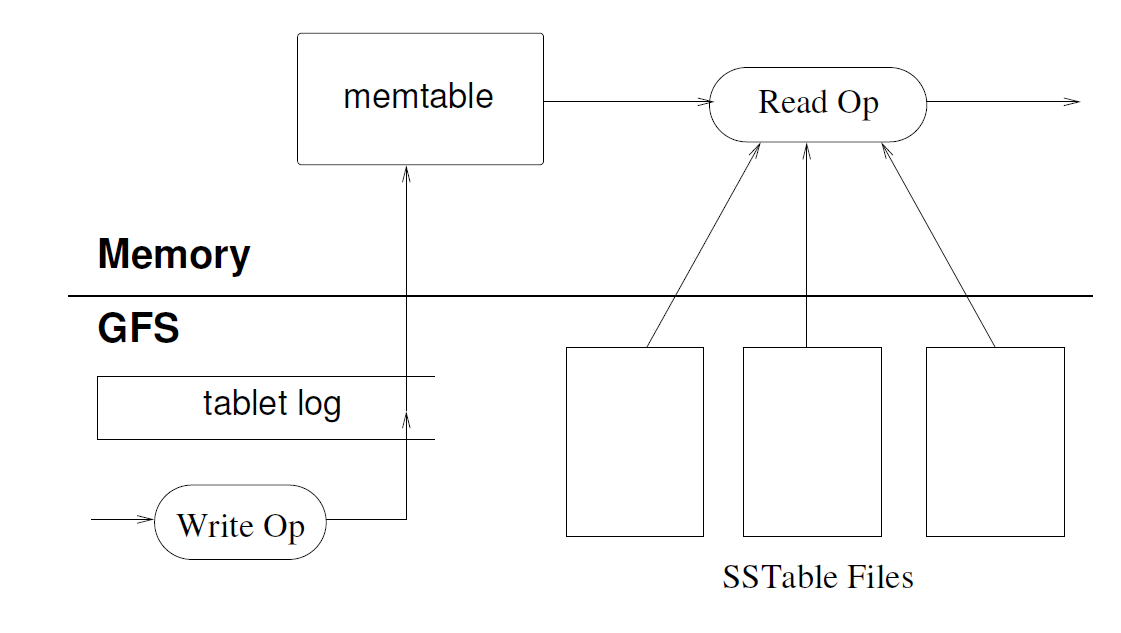 memtable
Read Op
Memory
GFS
tablet log
Write Op
SSTable Files